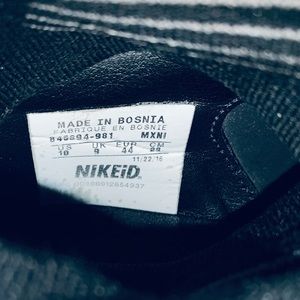 MADE IN BOSNIA
FABRIQUE EN BOSNIE
846894-981 MXNI
US UK EUR CM
10 9 44 28
11/22/16
NIKEiD.